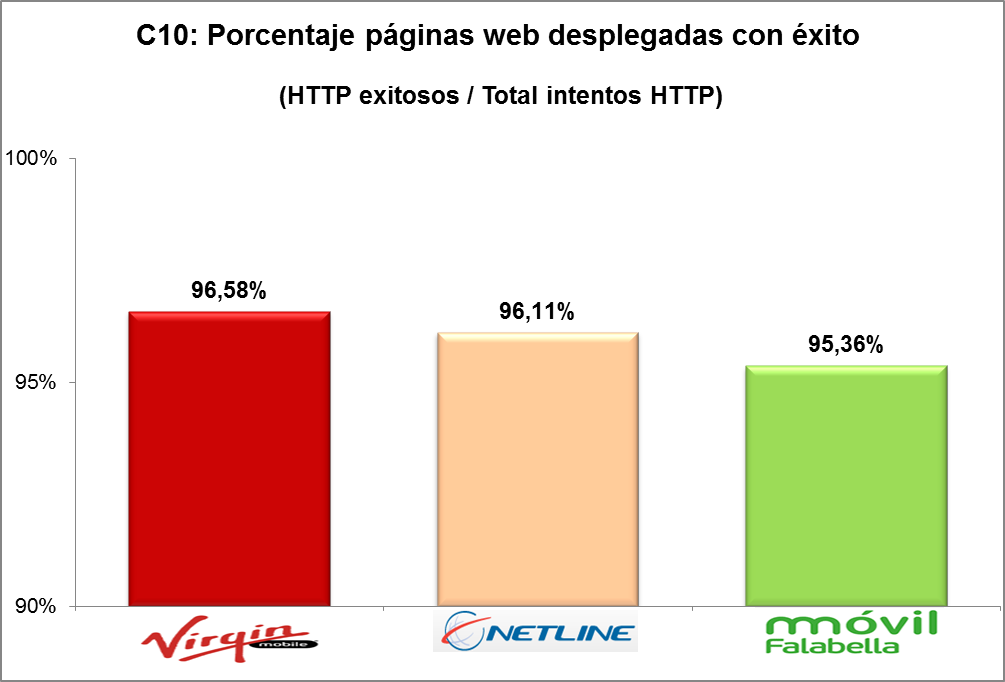 C10: Porcentaje páginas web desplegadas con éxito
(HTTP exitosos / Total intentos HTTP)
100%
96,58%
96,11%
95,36%
95%
90%
Virgin mobile
NETLINE
móvil
Falabella